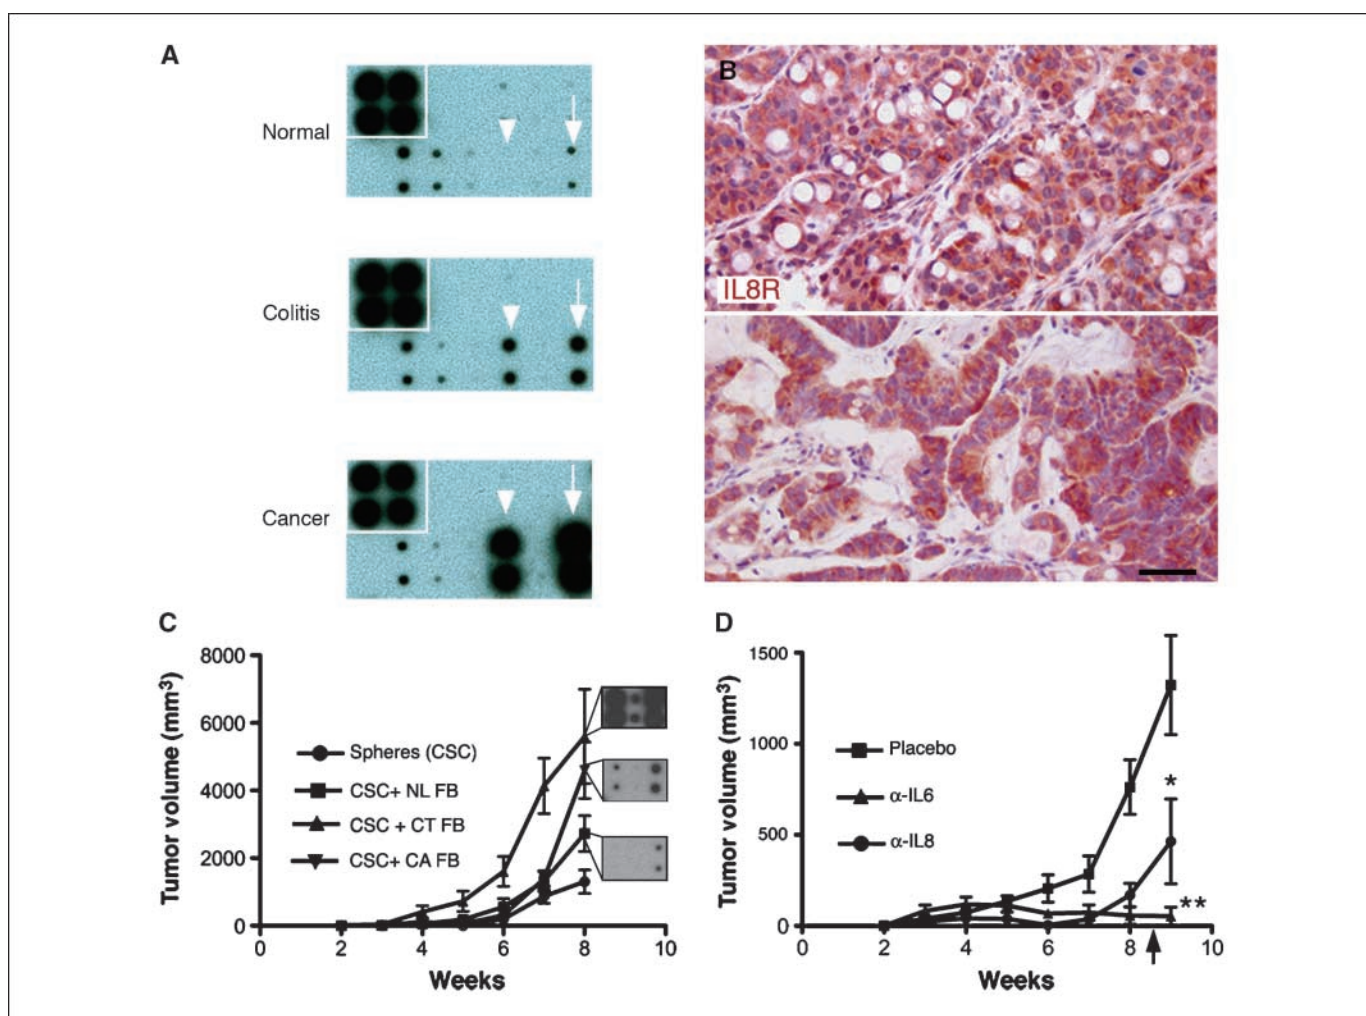 A
Normal
Colitis
Cancer
B
IL8R
C
Tumor volume (mm³)
8000
6000
4000
2000
0
Spheres (CSC)
CSC+ NL FB
CSC + CT FB
CSC+ CA FB
0 2 4 6 8 10
Weeks
D
Tumor volume (mm³)
1500
1000
500
0
Placebo
α-IL6
α-IL8
*
**
0 2 4 6 8 10
Weeks